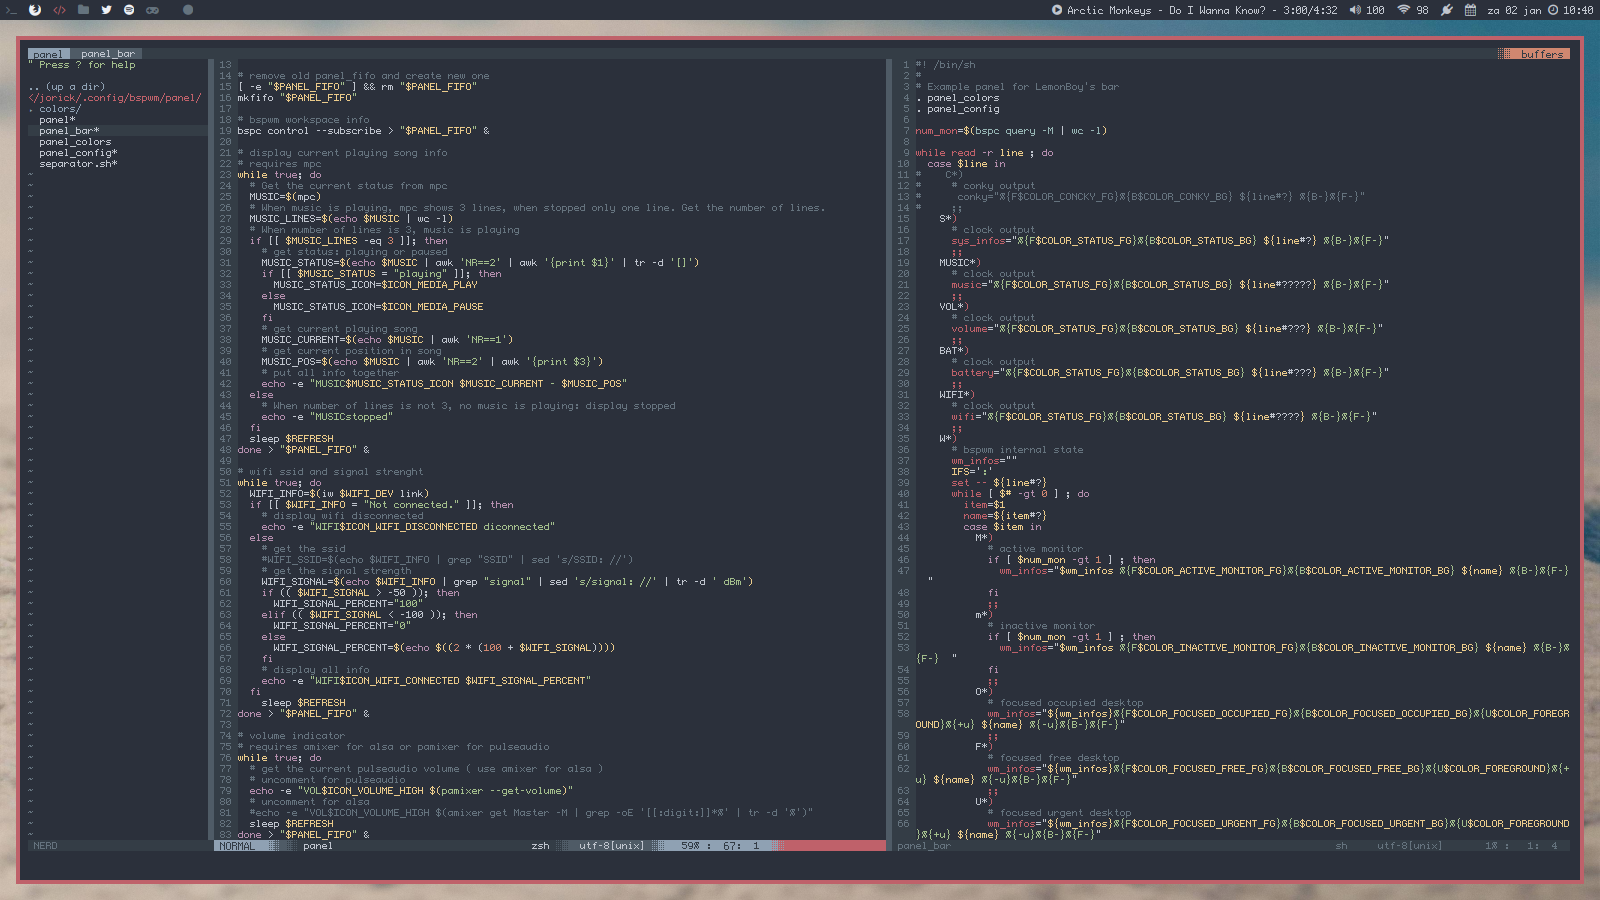 Arctic Monkeys - Do I Wanna Know? - 3:00/4:32 100 98 za 02 jan 10:40
panel panel_bar buffers
" Press ? for help
.. (up a dir)
</jorick/.config/bspwm/panel/
. colors/
panel*
panel_bar*
panel_colors
panel_config*
separator.sh*
NERD
13
14 # remove old panel_fifo and create new one
15 [ -e "$PANEL_FIFO" ] && rm "$PANEL_FIFO"
16 mkfifo "$PANEL_FIFO"
17
18 # bspwm workspace info
19 bspc control --subscribe > "$PANEL_FIFO" &
20
21 # display current playing song info
22 # requires mpc
23 while true; do
24 # Get the current status from mpc
25 MUSIC=$(mpc)
26 # When music is playing, mpc shows 3 lines, when stopped only one line. Get the number of lines.
27 MUSIC_LINES=$(echo $MUSIC | wc -l)
28 # When number of lines is 3, music is playing
29 if [[ $MUSIC_LINES -eq 3 ]]; then
30 # get status: playing or paused
31 MUSIC_STATUS=$(echo $MUSIC | awk 'NR==2' | awk '{print $1}' | tr -d '[]')
32 if [[ $MUSIC_STATUS = "playing" ]]; then
33 MUSIC_STATUS_ICON=$ICON_MEDIA_PLAY
34 else
35 MUSIC_STATUS_ICON=$ICON_MEDIA_PAUSE
36 fi
37 # get current playing song
38 MUSIC_CURRENT=$(echo $MUSIC | awk 'NR==1')
39 # get current position in song
40 MUSIC_POS=$(echo $MUSIC | awk 'NR==2' | awk '{print $3}')
41 # put all info together
42 echo -e "MUSIC$MUSIC_STATUS_ICON $MUSIC_CURRENT - $MUSIC_POS"
43 else
44 # When number of lines is not 3, no music is playing: display stopped
45 echo -e "MUSICstopped"
46 fi
47 sleep $REFRESH
48 done > "$PANEL_FIFO" &
49
50 # wifi ssid and signal strenght
51 while true; do
52 WIFI_INFO=$(iw $WIFI_DEV link)
53 if [[ $WIFI_INFO = "Not connected." ]]; then
54 # display wifi disconnected
55 echo -e "WIFI$ICON_WIFI_DISCONNECTED diconnected"
56 else
57 # get the ssid
58 #WIFI_SSID=$(echo $WIFI_INFO | grep "SSID" | sed 's/SSID: //')
59 # get the signal strength
60 WIFI_SIGNAL=$(echo $WIFI_INFO | grep "signal" | sed 's/signal: //' | tr -d ' dBm')
61 if (( $WIFI_SIGNAL > -50 )); then
62 WIFI_SIGNAL_PERCENT="100"
63 elif (( $WIFI_SIGNAL < -100 )); then
64 WIFI_SIGNAL_PERCENT="0"
65 else
66 WIFI_SIGNAL_PERCENT=$(echo $((2 * (100 + $WIFI_SIGNAL))))
67 fi
68 # display all info
69 echo -e "WIFI$ICON_WIFI_CONNECTED $WIFI_SIGNAL_PERCENT"
70 fi
71 sleep $REFRESH
72 done > "$PANEL_FIFO" &
73
74 # volume indicator
75 # requires amixer for alsa or pamixer for pulseaudio
76 while true; do
77 # get the current pulseaudio volume ( use amixer for alsa )
78 # uncomment for pulseaudio
79 echo -e "VOL$ICON_VOLUME_HIGH $(pamixer --get-volume)"
80 # uncomment for alsa
81 #echo -e "VOL$ICON_VOLUME_HIGH $(amixer get Master -M | grep -oE '[[:digit:]]*%' | tr -d '%')"
82 sleep $REFRESH
83 done > "$PANEL_FIFO" &
NORMAL panel zsh utf-8[unix] 59% : 67: 1
1 #! /bin/sh
2 #
3 # Example panel for LemonBoy's bar
4 . panel_colors
5 . panel_config
6
7 num_mon=$(bspc query -M | wc -l)
8
9 while read -r line ; do
10 case $line in
11 # C*)
12 # # conky output
13 # conky="%{F$COLOR_CONCKY_FG}%{B$COLOR_CONKY_BG} ${line#?} %{B-}%{F-}"
14 # ;;
15 S*)
16 # clock output
17 sys_infos="%{F$COLOR_STATUS_FG}%{B$COLOR_STATUS_BG} ${line#?} %{B-}%{F-}"
18 ;;
19 MUSIC*)
20 # clock output
21 music="%{F$COLOR_STATUS_FG}%{B$COLOR_STATUS_BG} ${line#?????} %{B-}%{F-}"
22 ;;
23 VOL*)
24 # clock output
25 volume="%{F$COLOR_STATUS_FG}%{B$COLOR_STATUS_BG} ${line#???} %{B-}%{F-}"
26 ;;
27 BAT*)
28 # clock output
29 battery="%{F$COLOR_STATUS_FG}%{B$COLOR_STATUS_BG} ${line#???} %{B-}%{F-}"
30 ;;
31 WIFI*)
32 # clock output
33 wifi="%{F$COLOR_STATUS_FG}%{B$COLOR_STATUS_BG} ${line#????} %{B-}%{F-}"
34 ;;
35 W*)
36 # bspwm internal state
37 wm_infos=""
38 IFS=':'
39 set -- ${line#?}
40 while [ $# -gt 0 ] ; do
41 item=$1
42 name=${item#?}
43 case $item in
44 M*)
45 # active monitor
46 if [ $num_mon -gt 1 ] ; then
47 wm_infos="$wm_infos %{F$COLOR_ACTIVE_MONITOR_FG}%{B$COLOR_ACTIVE_MONITOR_BG} ${name} %{B-}%{F-}
"
48 fi
49 ;;
50 m*)
51 # inactive monitor
52 if [ $num_mon -gt 1 ] ; then
53 wm_infos="$wm_infos %{F$COLOR_INACTIVE_MONITOR_FG}%{B$COLOR_INACTIVE_MONITOR_BG} ${name} %{B-}%
{F-} "
54 fi
55 ;;
56 O*)
57 # focused occupied desktop
58 wm_infos="${wm_infos}%{F$COLOR_FOCUSED_OCCUPIED_FG}%{B$COLOR_FOCUSED_OCCUPIED_BG}%{U$COLOR_FOREGR
OUND}%{+u} ${name} %{-u}%{B-}%{F-}"
59 ;;
60 F*)
61 # focused free desktop
62 wm_infos="${wm_infos}%{F$COLOR_FOCUSED_FREE_FG}%{B$COLOR_FOCUSED_FREE_BG}%{U$COLOR_FOREGROUND}%{+
u} ${name} %{-u}%{B-}%{F-}"
63 ;;
64 U*)
65 # focused urgent desktop
66 wm_infos="${wm_infos}%{F$COLOR_FOCUSED_URGENT_FG}%{B$COLOR_FOCUSED_URGENT_BG}%{U$COLOR_FOREGROUND
}%{+u} ${name} %{-u}%{B-}%{F-}"
panel_bar sh utf-8[unix] 1% : 1: 4